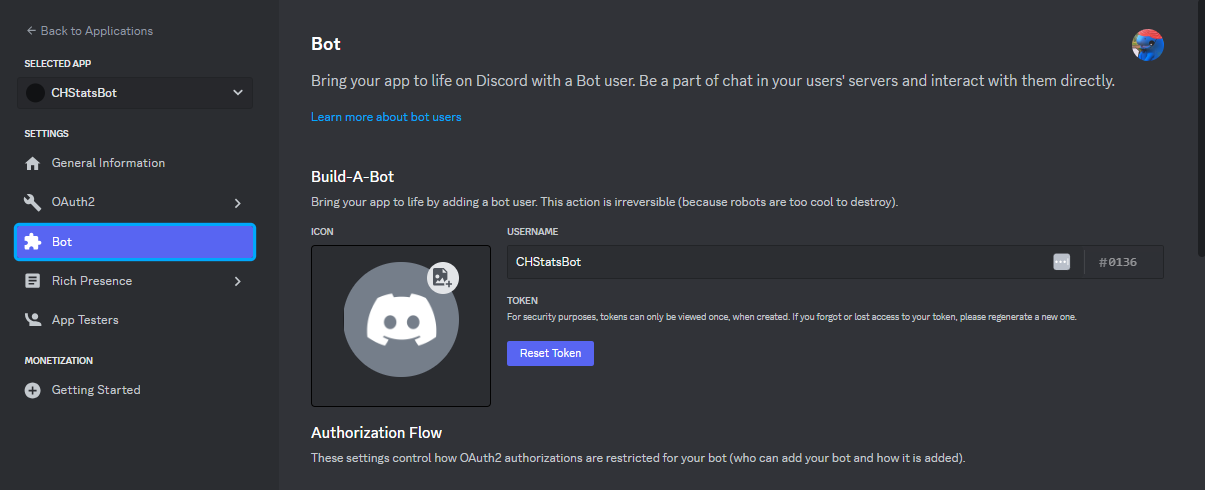 ← Back to Applications
SELECTED APP
CHStatsBot
SETTINGS
General Information
OAuth2
Bot
Rich Presence
App Testers
MONETIZATION
Getting Started
Bot
Bring your app to life on Discord with a Bot user. Be a part of chat in your users' servers and interact with them directly.
Learn more about bot users
Build-A-Bot
Bring your app to life by adding a bot user. This action is irreversible (because robots are too cool to destroy).
ICON
USERNAME
CHStatsBot
#0136
TOKEN
For security purposes, tokens can only be viewed once, when created. If you forgot or lost access to your token, please regenerate a new one.
Reset Token
Authorization Flow
These settings control how OAuth2 authorizations are restricted for your bot (who can add your bot and how it is added).